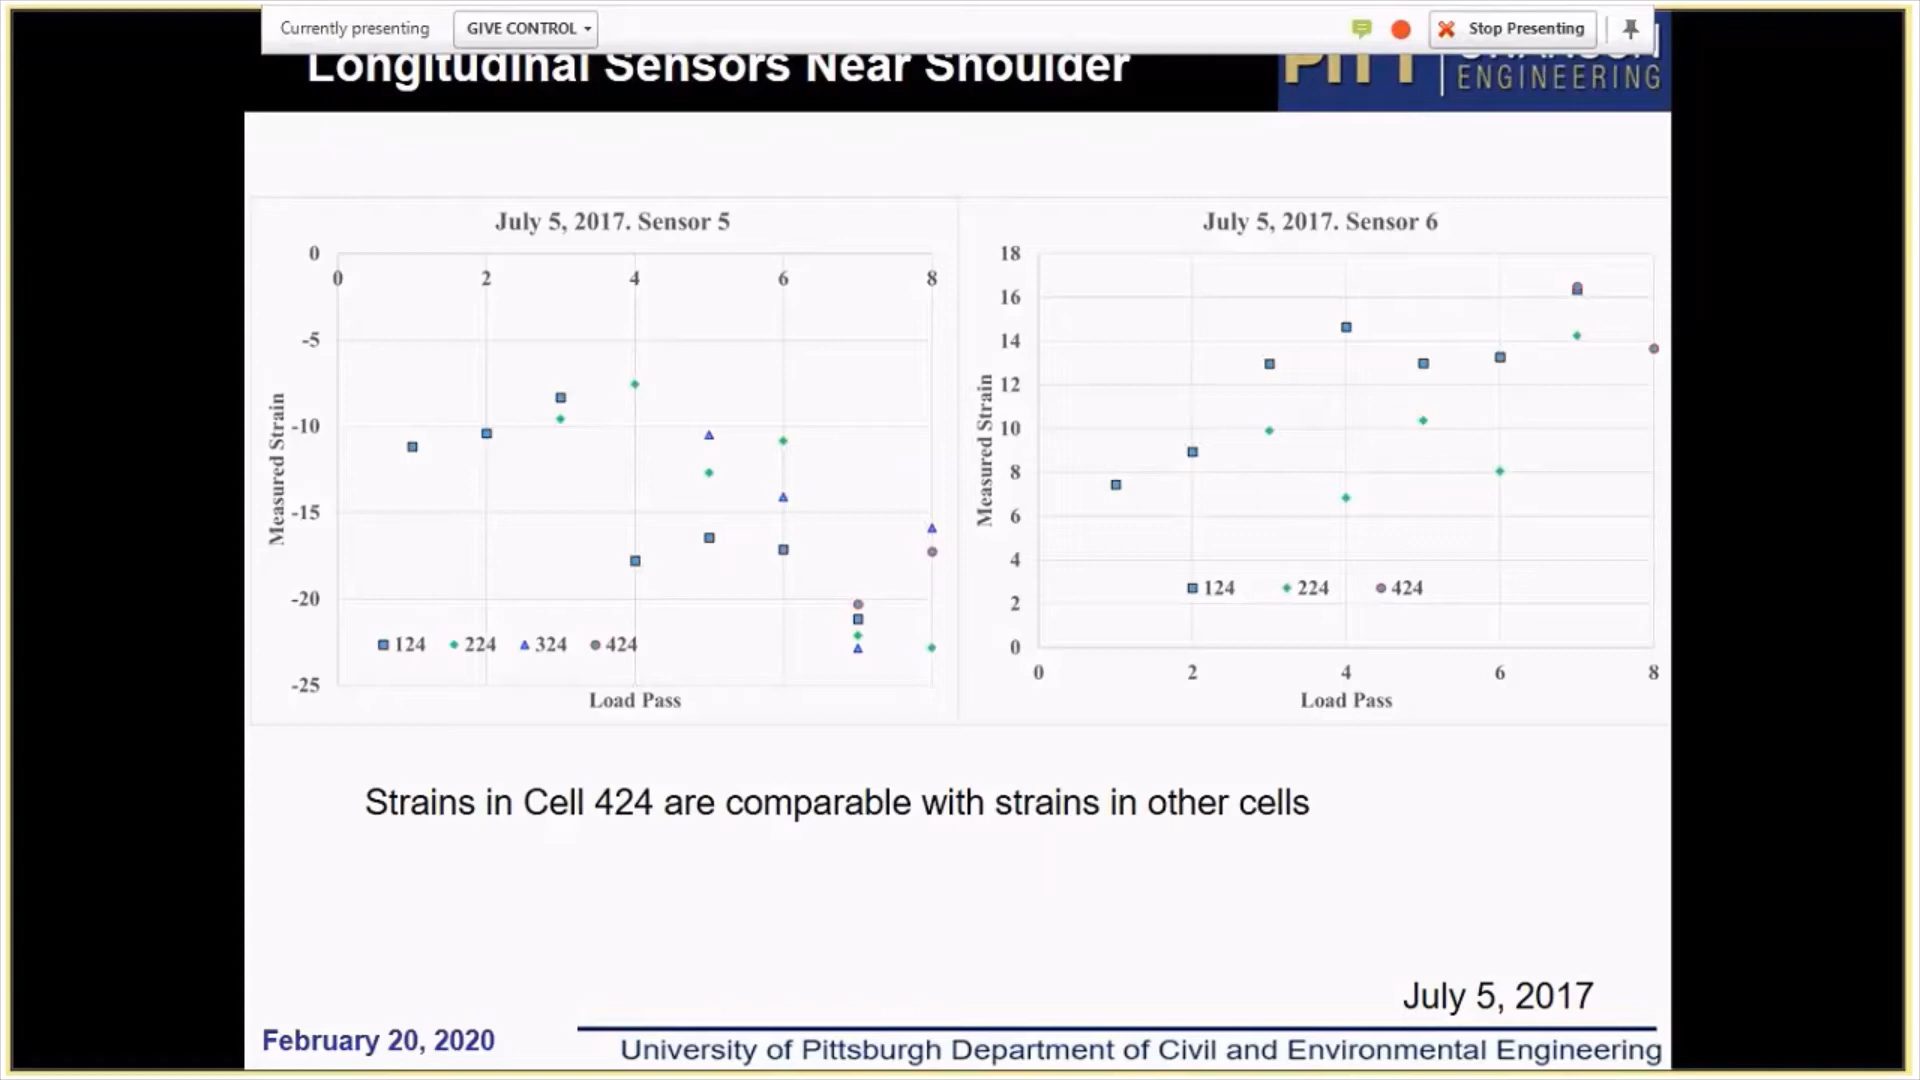 Currently presenting
GIVE CONTROL
Stop Presenting
Longitudinal Sensors Near Shoulder
PITT
ENGINEERING
July 5, 2017. Sensor 5
0
0 2 4 6 8
-5
-10
-15
-20
-25
Measured Strain
124 224 324 424
Load Pass
July 5, 2017. Sensor 6
18
16
14
12
10
8
6
4
2
0
Measured Strain
124 224 424
0 2 4 6 8
Load Pass
Strains in Cell 424 are comparable with strains in other cells
July 5, 2017
February 20, 2020
University of Pittsburgh Department of Civil and Environmental Engineering